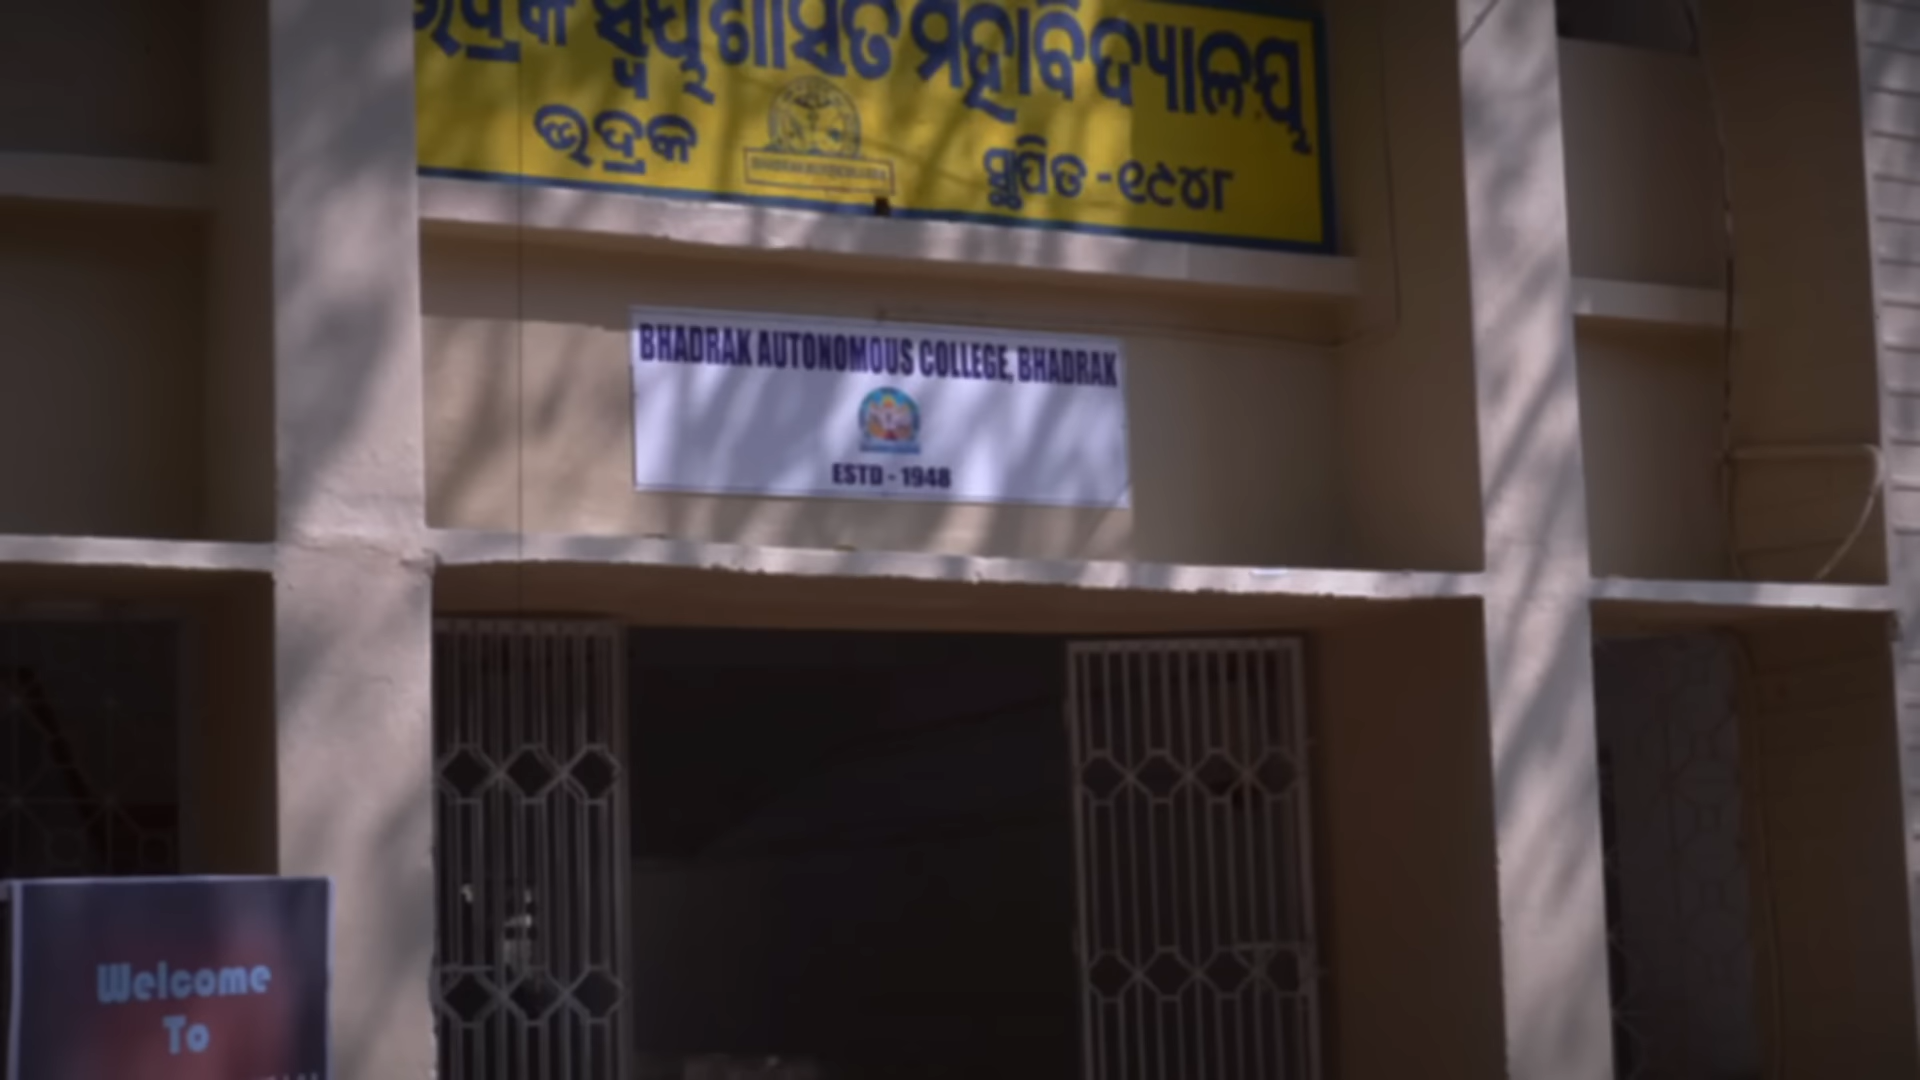 ଭଦ୍ରକ ସ୍ୱୟଂଶାସିତ ମହାବିଦ୍ୟାଳୟ
ଭଦ୍ରକ
ସ୍ଥାପିତ - ୧୯୪୮
BHADRAK AUTONOMOUS COLLEGE, BHADRAK
ESTD - 1948
Welcome
To